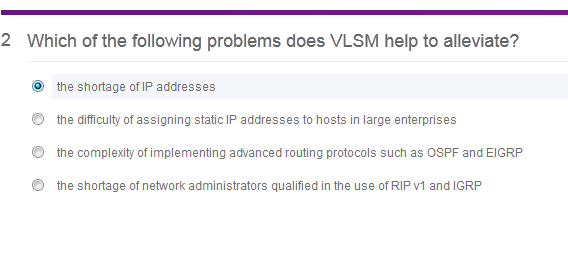 2 Which of the following problems does VLSM help to alleviate?
the shortage of IP addresses
the difficulty of assigning static IP addresses to hosts in large enterprises
the complexity of implementing advanced routing protocols such as OSPF and EIGRP
the shortage of network administrators qualified in the use of RIP v1 and IGRP